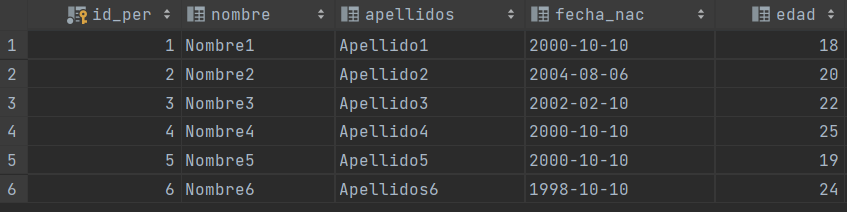 id_per nombre apellidos fecha_nac edad
1 1 Nombre1 Apellido1 2000-10-10 18
2 2 Nombre2 Apellido2 2004-08-06 20
3 3 Nombre3 Apellido3 2002-02-10 22
4 4 Nombre4 Apellido4 2000-10-10 25
5 5 Nombre5 Apellido5 2000-10-10 19
6 6 Nombre6 Apellidos6 1998-10-10 24